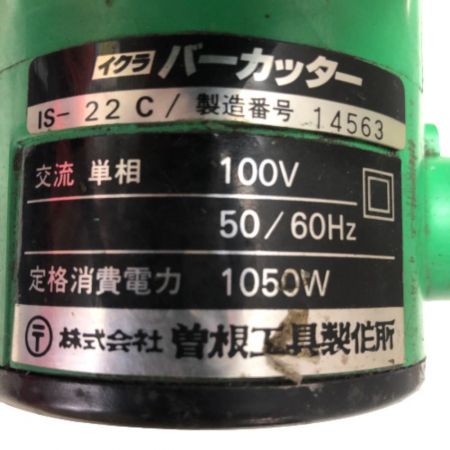 イクラ バーカッター
IS-22C/製造番号 14563
交流 単相 100V
50/60Hz
定格消費電力 1050W
〒 株式会社 曽根工具製作所